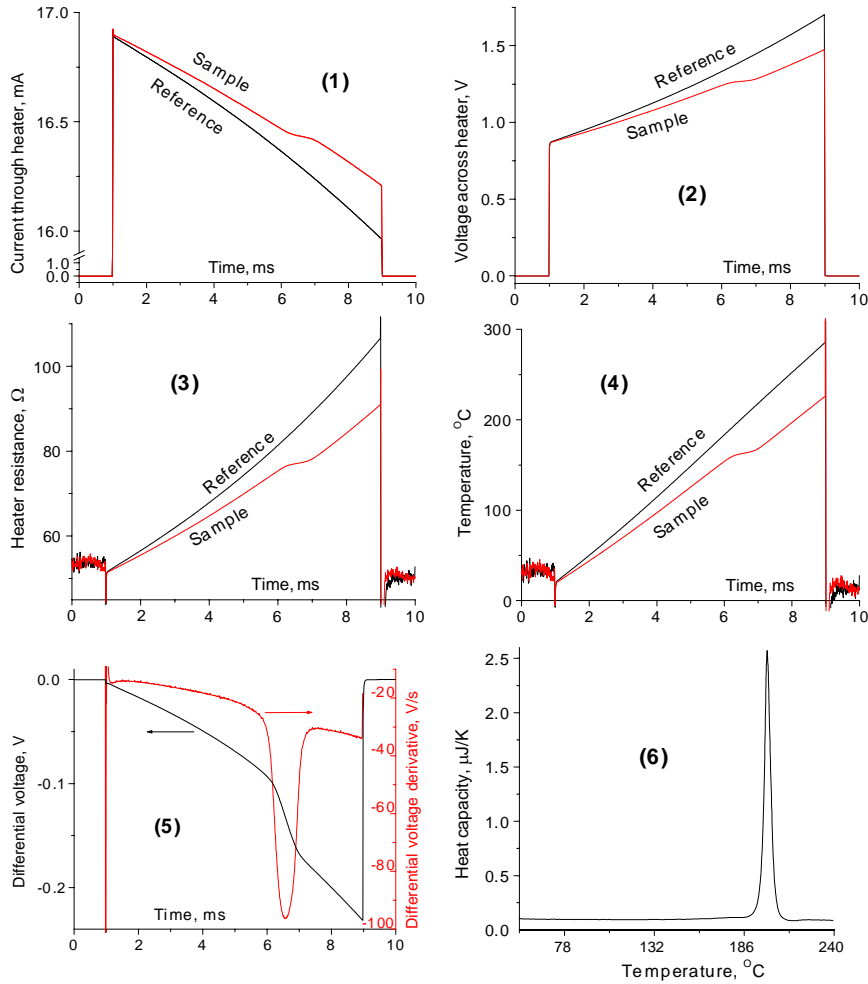 17.0
16.5
16.0
1.0
0.0
Current through heater, mA
Sample
Reference
(1)
Time, ms
0 2 4 6 8 10
1.5
1.0
0.5
0.0
Voltage across heater, V
Reference
Sample
(2)
Time, ms
0 2 4 6 8 10
100
80
60
Heater resistance, Ω
(3)
Reference
Sample
Time, ms
0 2 4 6 8 10
300
200
100
0
Temperature, °C
(4)
Reference
Sample
Time, ms
0 2 4 6 8 10
0.0
-0.1
-0.2
Differential voltage, V
(5)
Time, ms
0 2 4 6 8 10
-20
-40
-60
-80
-100
Differential voltage derivative, V/s
2.5
2.0
1.5
1.0
0.5
0.0
Heat capacity, µJ/K
(6)
78 132 186 240
Temperature, °C